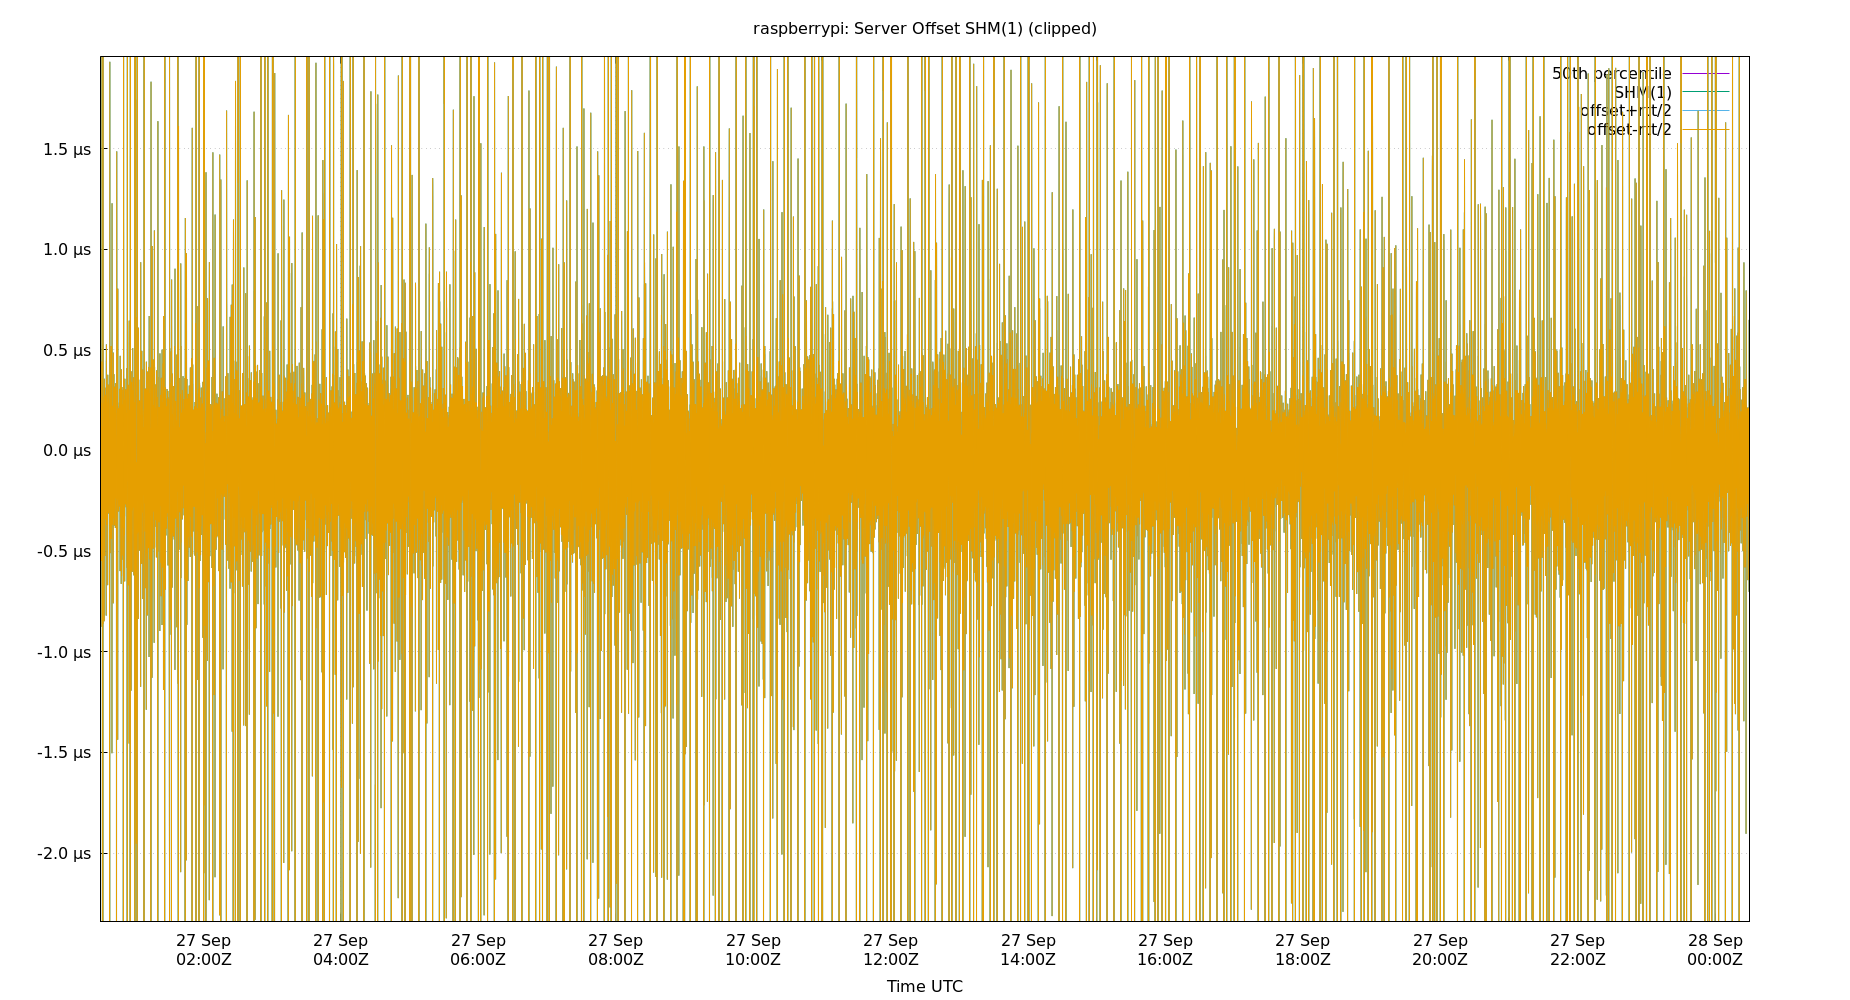 raspberrypi: Server Offset SHM(1) (clipped)
50th percentile
SHM(1)
offset+rtt/2
offset-rtt/2
1.5 µs
1.0 µs
0.5 µs
0.0 µs
-0.5 µs
-1.0 µs
-1.5 µs
-2.0 µs
27 Sep 27 Sep 27 Sep 27 Sep 27 Sep 27 Sep 27 Sep 27 Sep 27 Sep 27 Sep 27 Sep 28 Sep
02:00Z 04:00Z 06:00Z 08:00Z 10:00Z 12:00Z 14:00Z 16:00Z 18:00Z 20:00Z 22:00Z 00:00Z
Time UTC